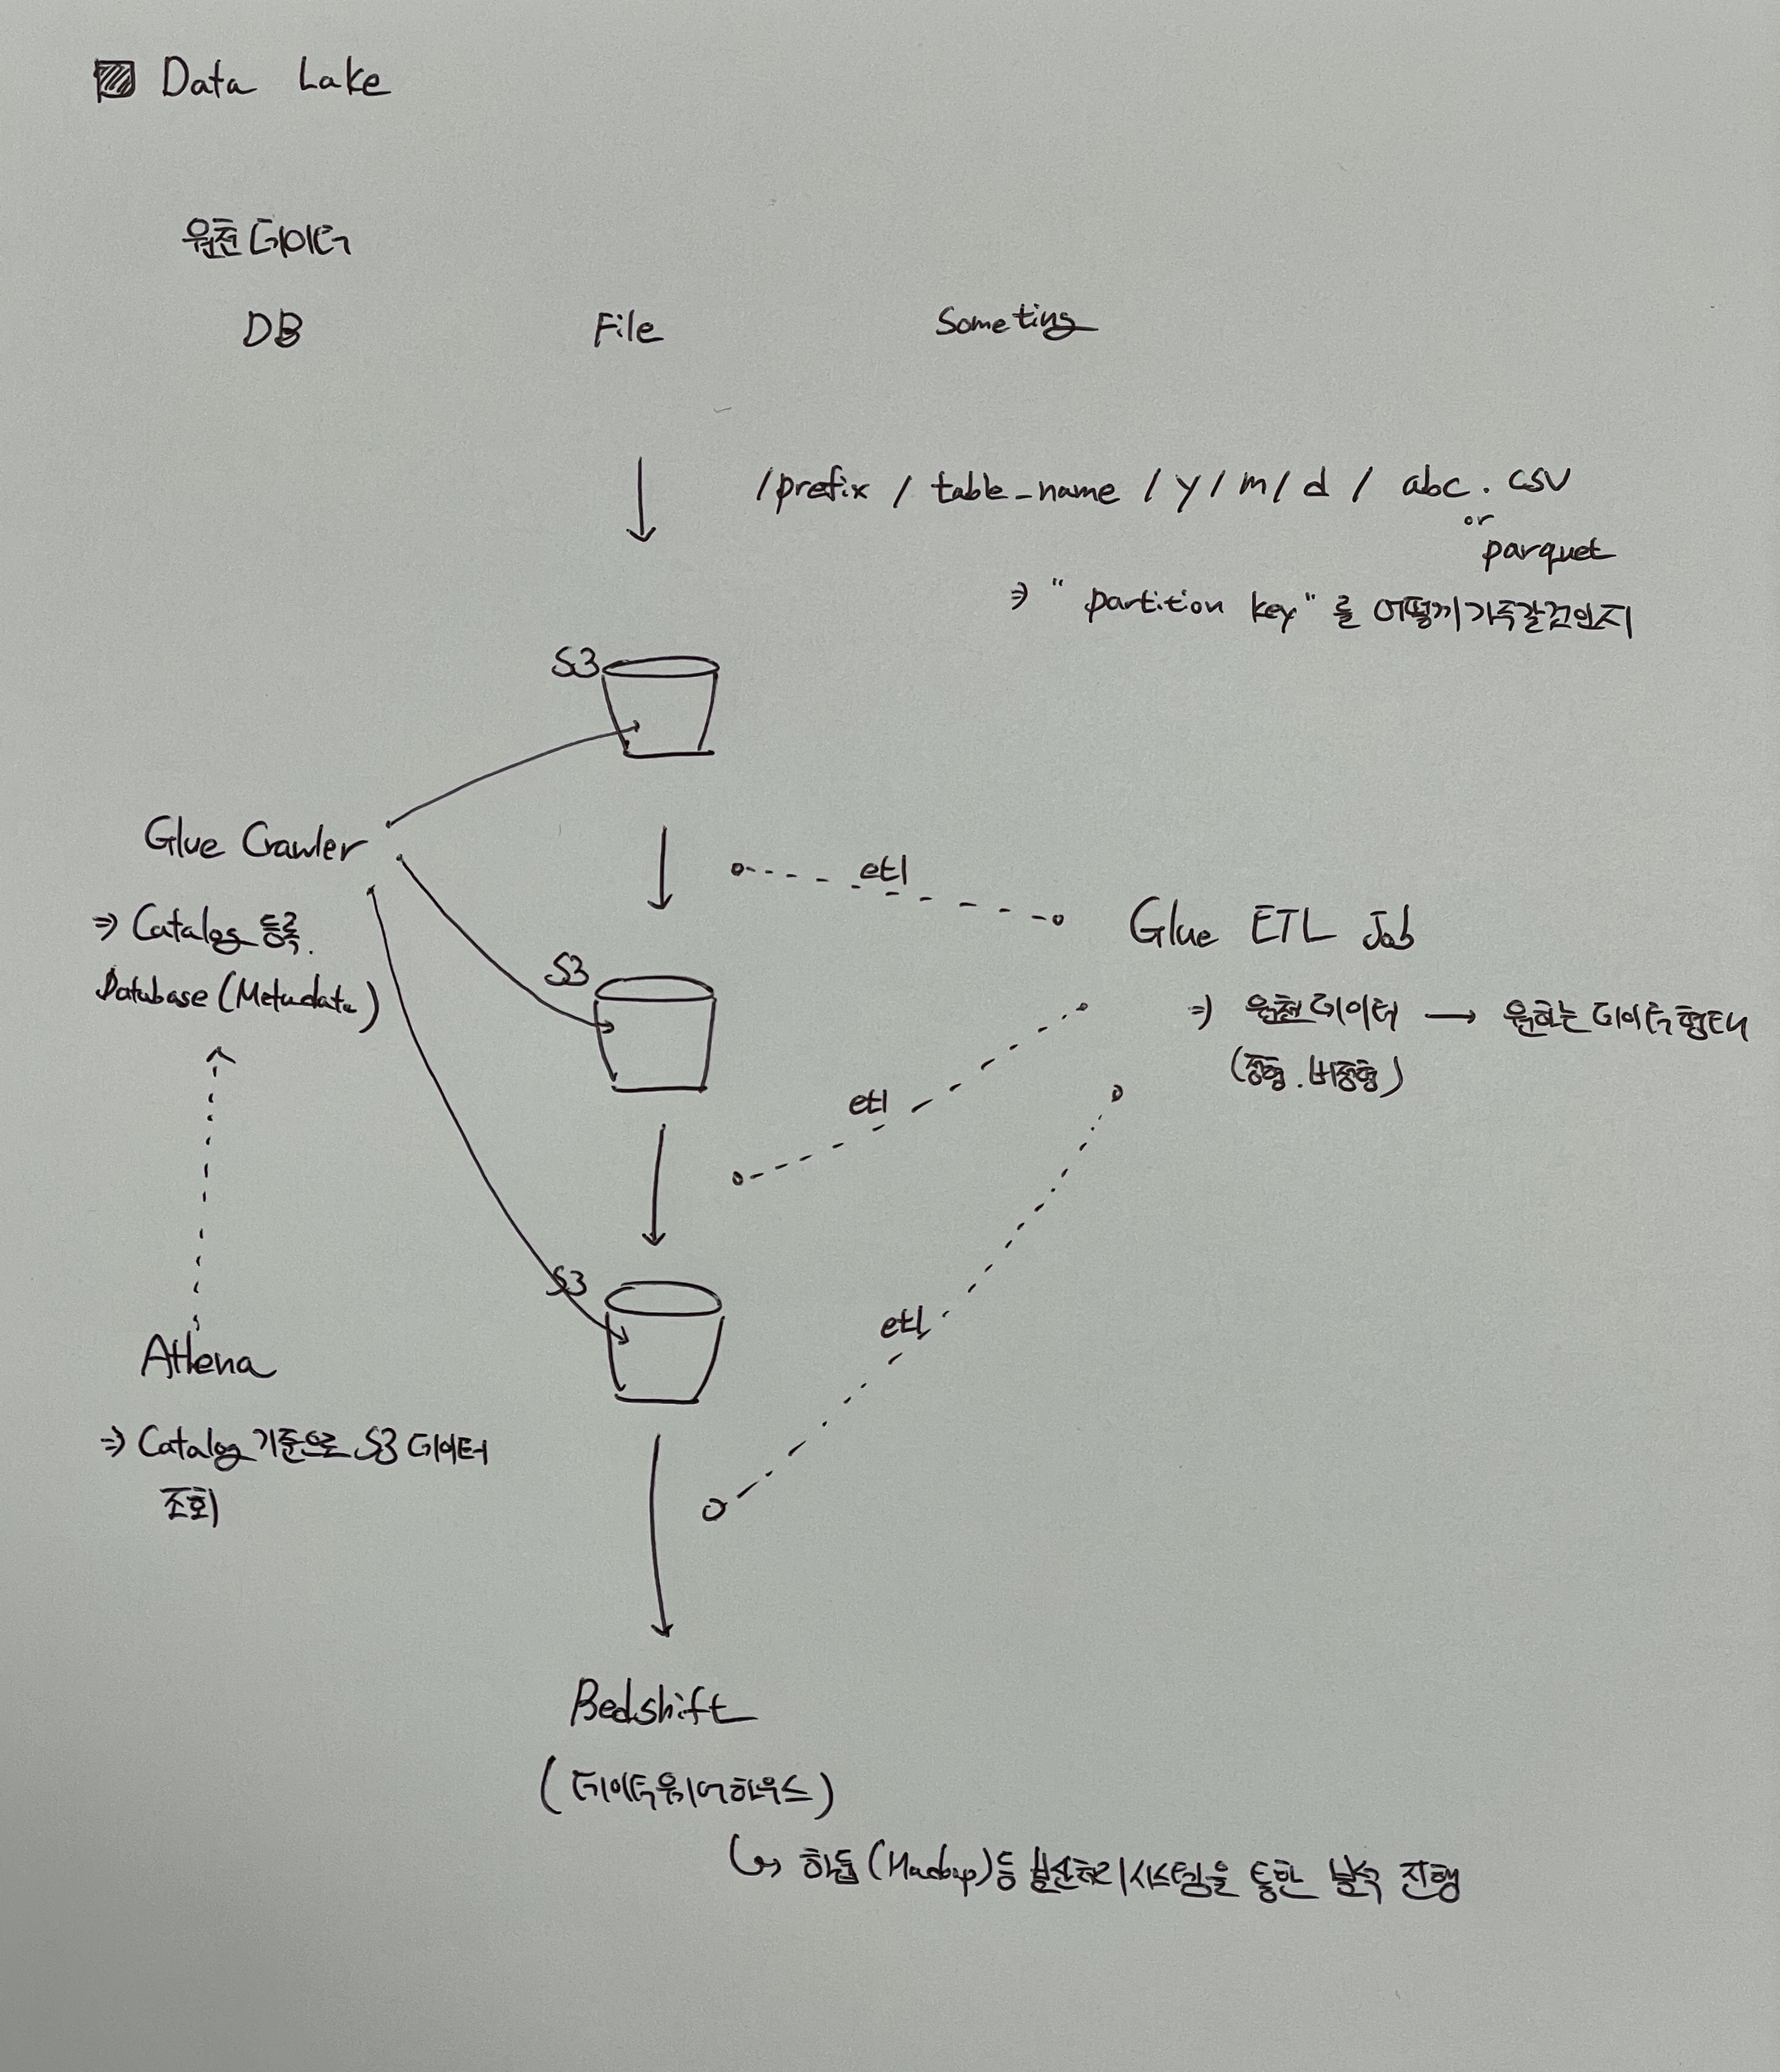 Data Lake
원천 데이터
DB File Someting
/prefix / table_name / y / m / d / abc . csv
or
parquet
⇒ "partition key" 를 어떻게 가죽갈건인지
S3
Glue Crawler
⇒ Catalog 등록.
Database (Metadata)
etl
Glue ETL Job
⇒ 원천 데이터 → 원하는 데이터 형태
(정형. 비정형)
S3
etl
S3
etl
Athena
⇒ Catalog 기준으로 S3 데이터
조회
Redshift
(데이터웨어하우스)
↳ 하둡 (Hadoop) 등 분산처리시스템을 통한 분석 진행